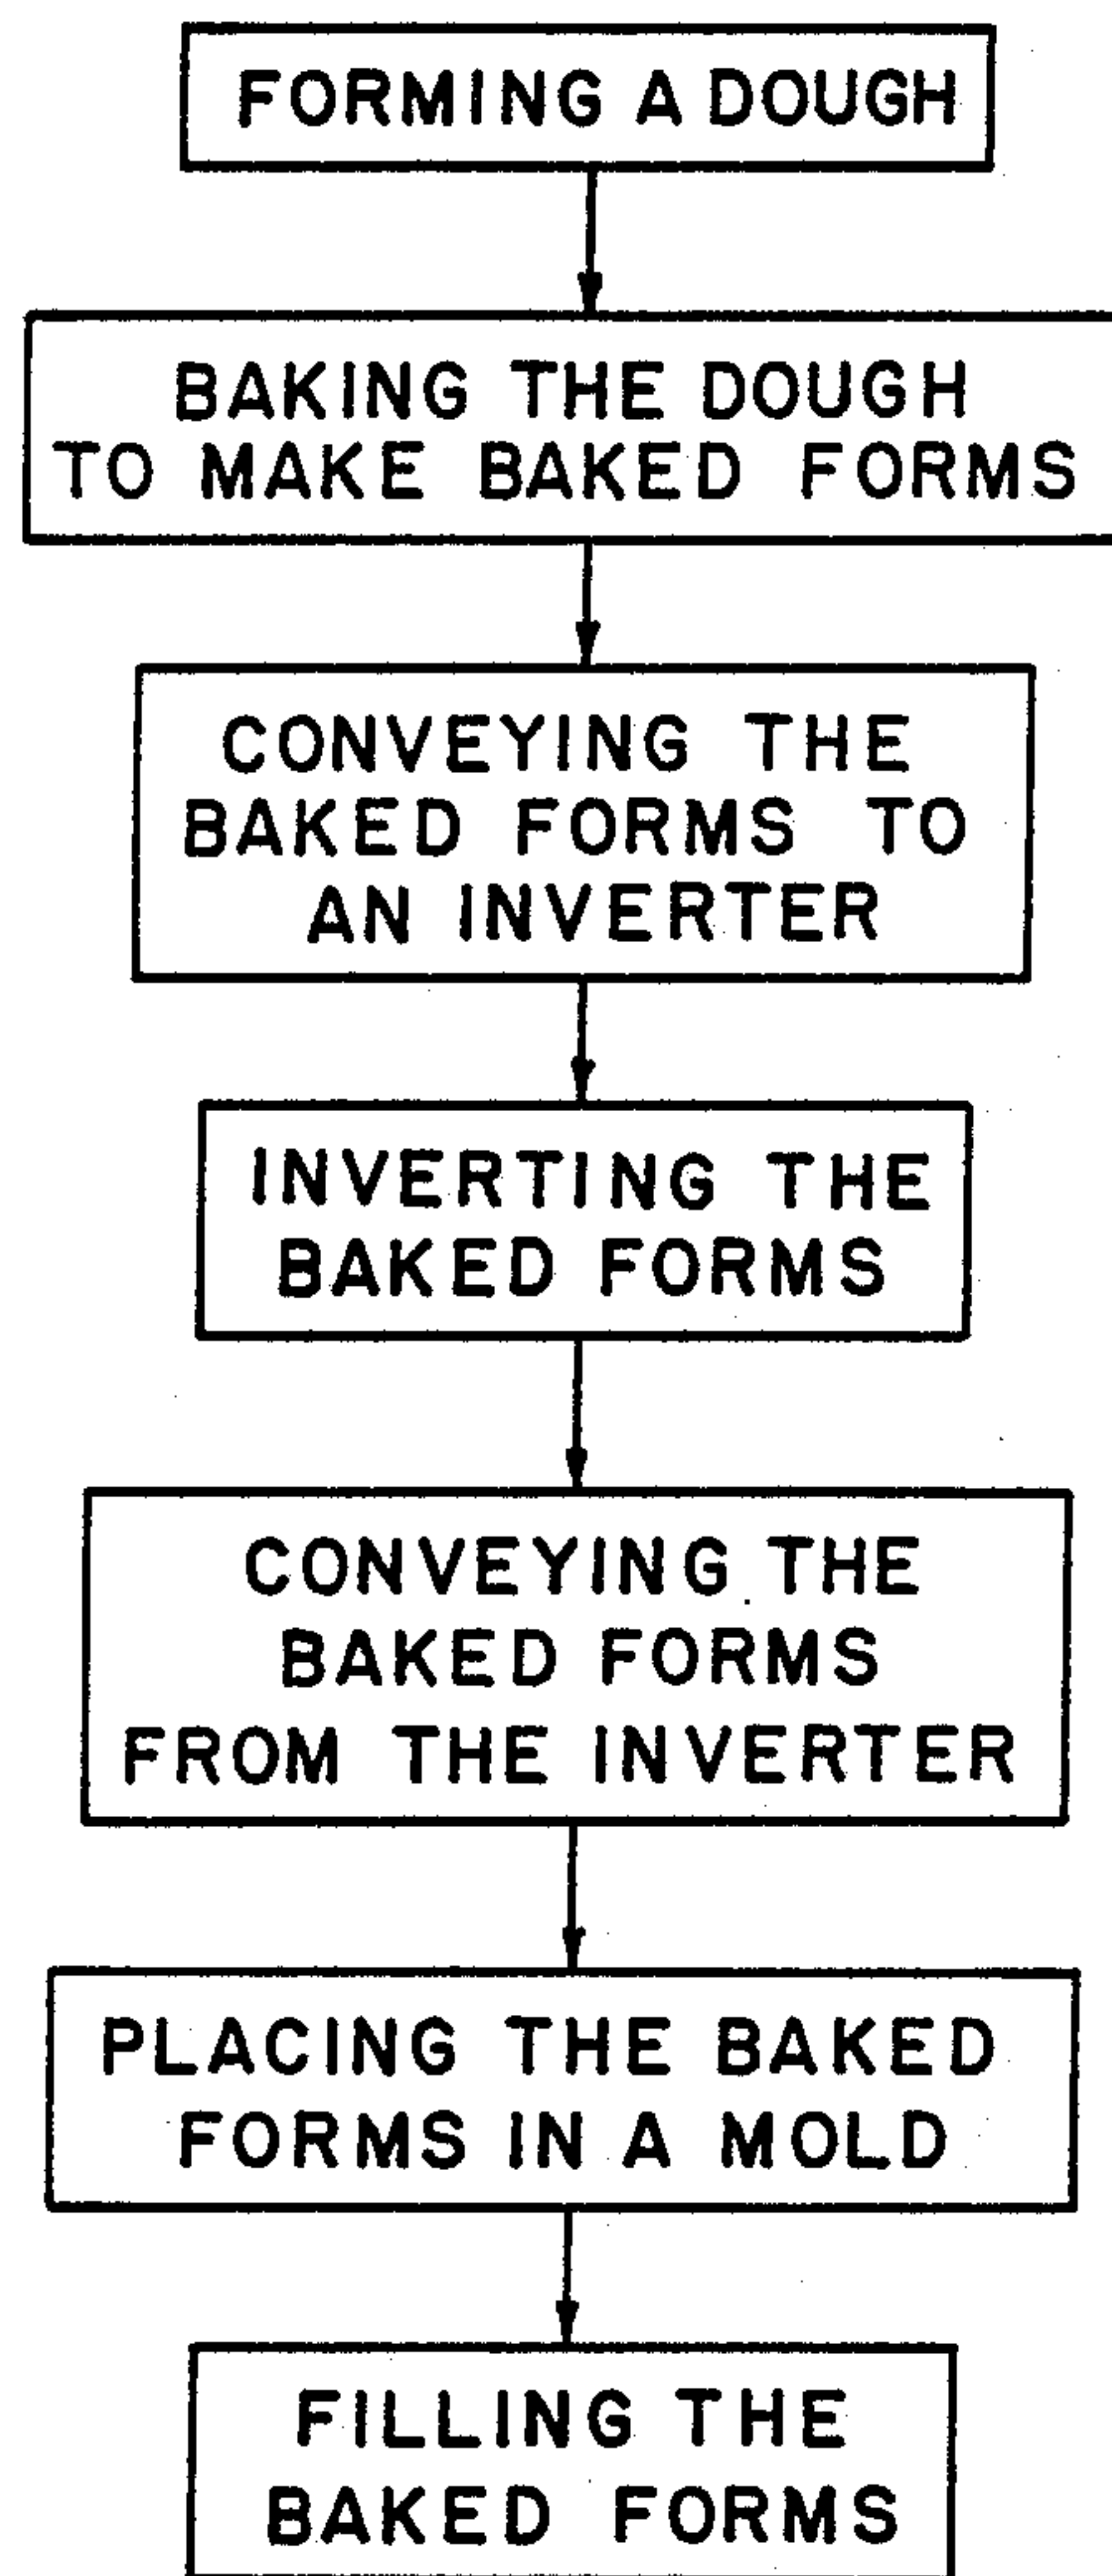 FORMING A DOUGH
BAKING THE DOUGH
TO MAKE BAKED FORMS
CONVEYING THE
BAKED FORMS TO
AN INVERTER
INVERTING THE
BAKED FORMS
CONVEYING THE
BAKED FORMS
FROM THE INVERTER
PLACING THE BAKED
FORMS IN A MOLD
FILLING THE
BAKED FORMS